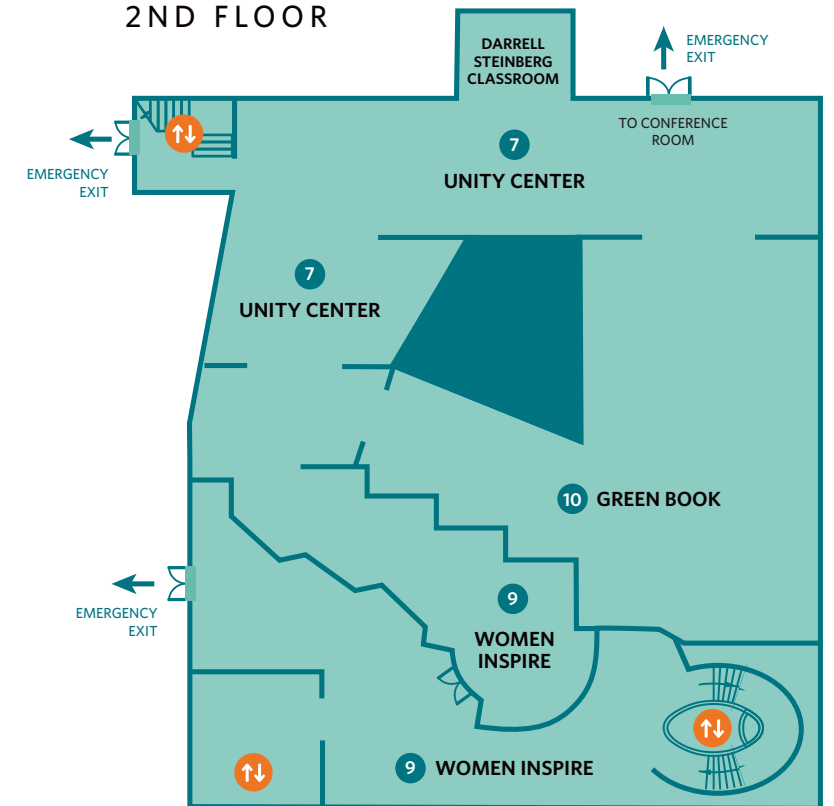 2ND FLOOR
DARRELL
STEINBERG
CLASSROOM
EMERGENCY
EXIT
TO CONFERENCE
ROOM
7
UNITY CENTER
EMERGENCY
EXIT
7
UNITY CENTER
10 GREEN BOOK
9
WOMEN
INSPIRE
EMERGENCY
EXIT
9 WOMEN INSPIRE